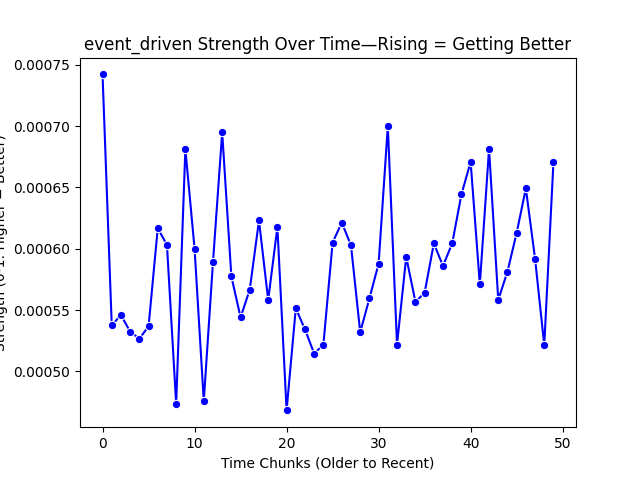 event_driven Strength Over Time—Rising = Getting Better
Strength (0-1: Higher = Better)
0.00075
0.00070
0.00065
0.00060
0.00055
0.00050
0 10 20 30 40 50
Time Chunks (Older to Recent)